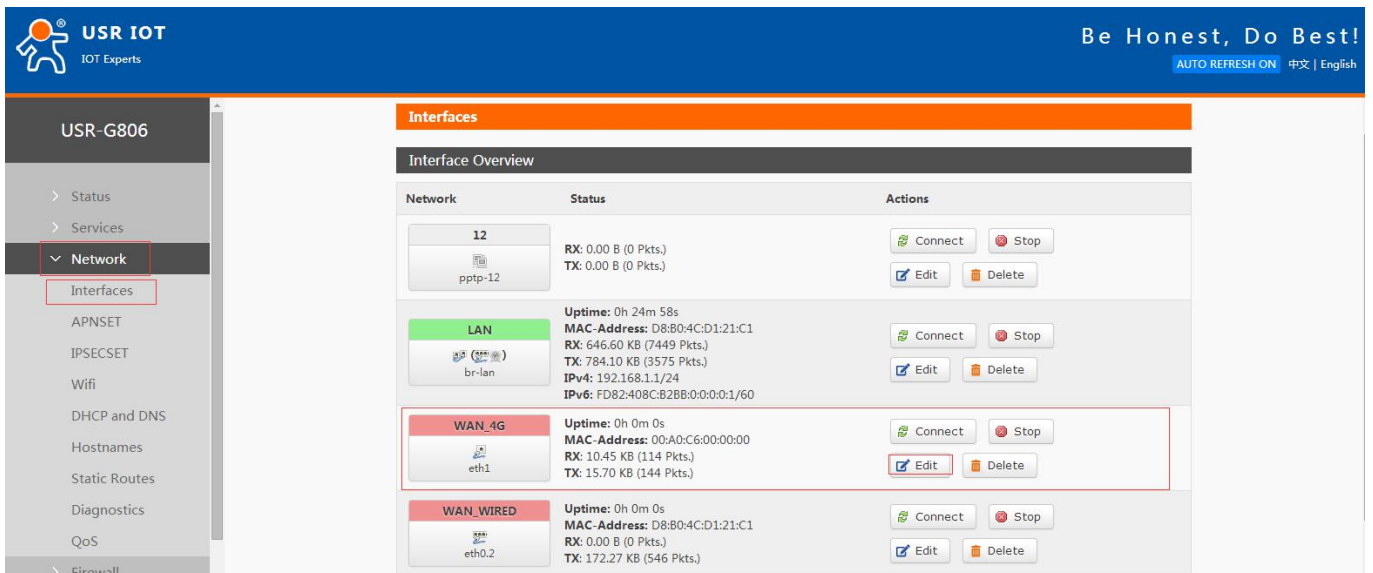 USR IOT
®
IOT Experts
Be Honest, Do Best!
AUTO REFRESH ON 中文 | English
USR-G806
Status
Services
Network
Interfaces
APNSET
IPSECSET
Wifi
DHCP and DNS
Hostnames
Static Routes
Diagnostics
QoS
Firewall
Interfaces
Interface Overview
Network Status Actions
12
pptp-12
RX: 0.00 B (0 Pkts.)
TX: 0.00 B (0 Pkts.)
Connect Stop
Edit Delete
LAN
br-lan
Uptime: 0h 24m 58s
MAC-Address: D8:B0:4C:D1:21:C1
RX: 646.60 KB (7449 Pkts.)
TX: 784.10 KB (3575 Pkts.)
IPv4: 192.168.1.1/24
IPv6: FD82:408C:B2BB:0:0:0:0:1/60
Connect Stop
Edit Delete
WAN_4G
eth1
Uptime: 0h 0m 0s
MAC-Address: 00:A0:C6:00:00:00
RX: 10.45 KB (114 Pkts.)
TX: 15.70 KB (144 Pkts.)
Connect Stop
Edit Delete
WAN_WIRED
eth0.2
Uptime: 0h 0m 0s
MAC-Address: D8:B0:4C:D1:21:C1
RX: 0.00 B (0 Pkts.)
TX: 172.27 KB (546 Pkts.)
Connect Stop
Edit Delete